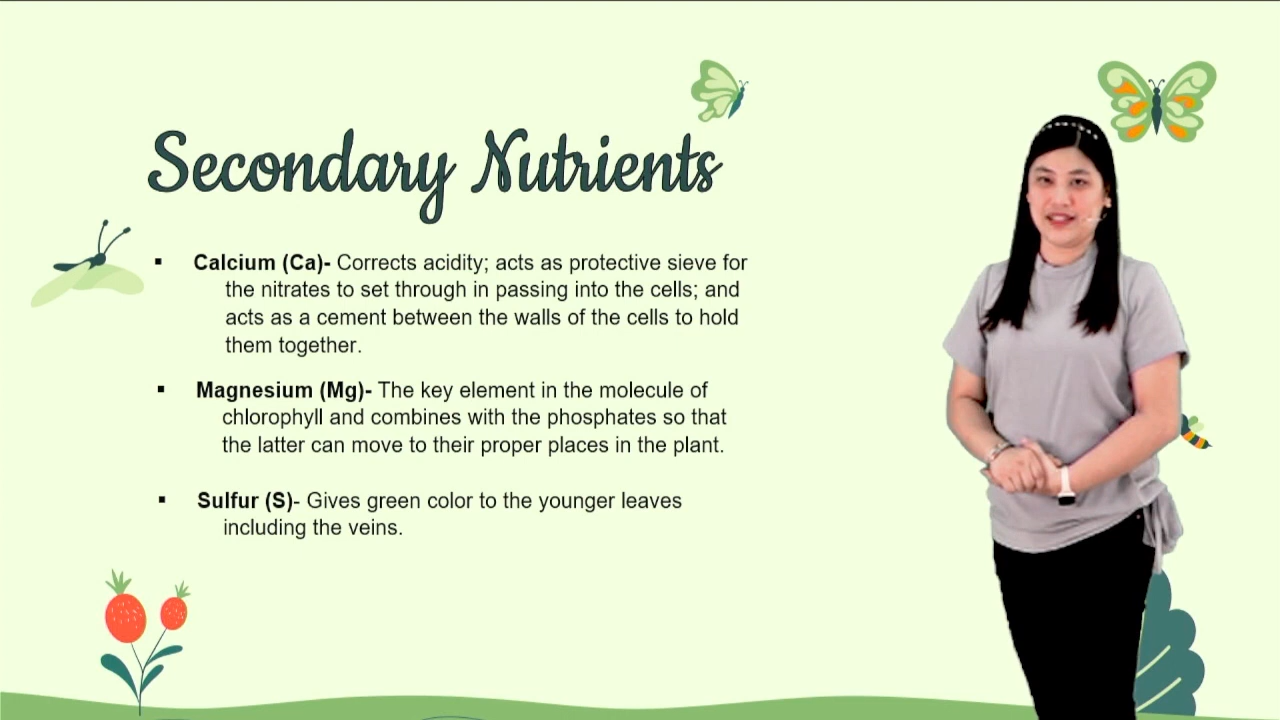 Secondary Nutrients
▪ Calcium (Ca)- Corrects acidity; acts as protective sieve for
the nitrates to set through in passing into the cells; and
acts as a cement between the walls of the cells to hold
them together.
▪ Magnesium (Mg)- The key element in the molecule of
chlorophyll and combines with the phosphates so that
the latter can move to their proper places in the plant.
▪ Sulfur (S)- Gives green color to the younger leaves
including the veins.